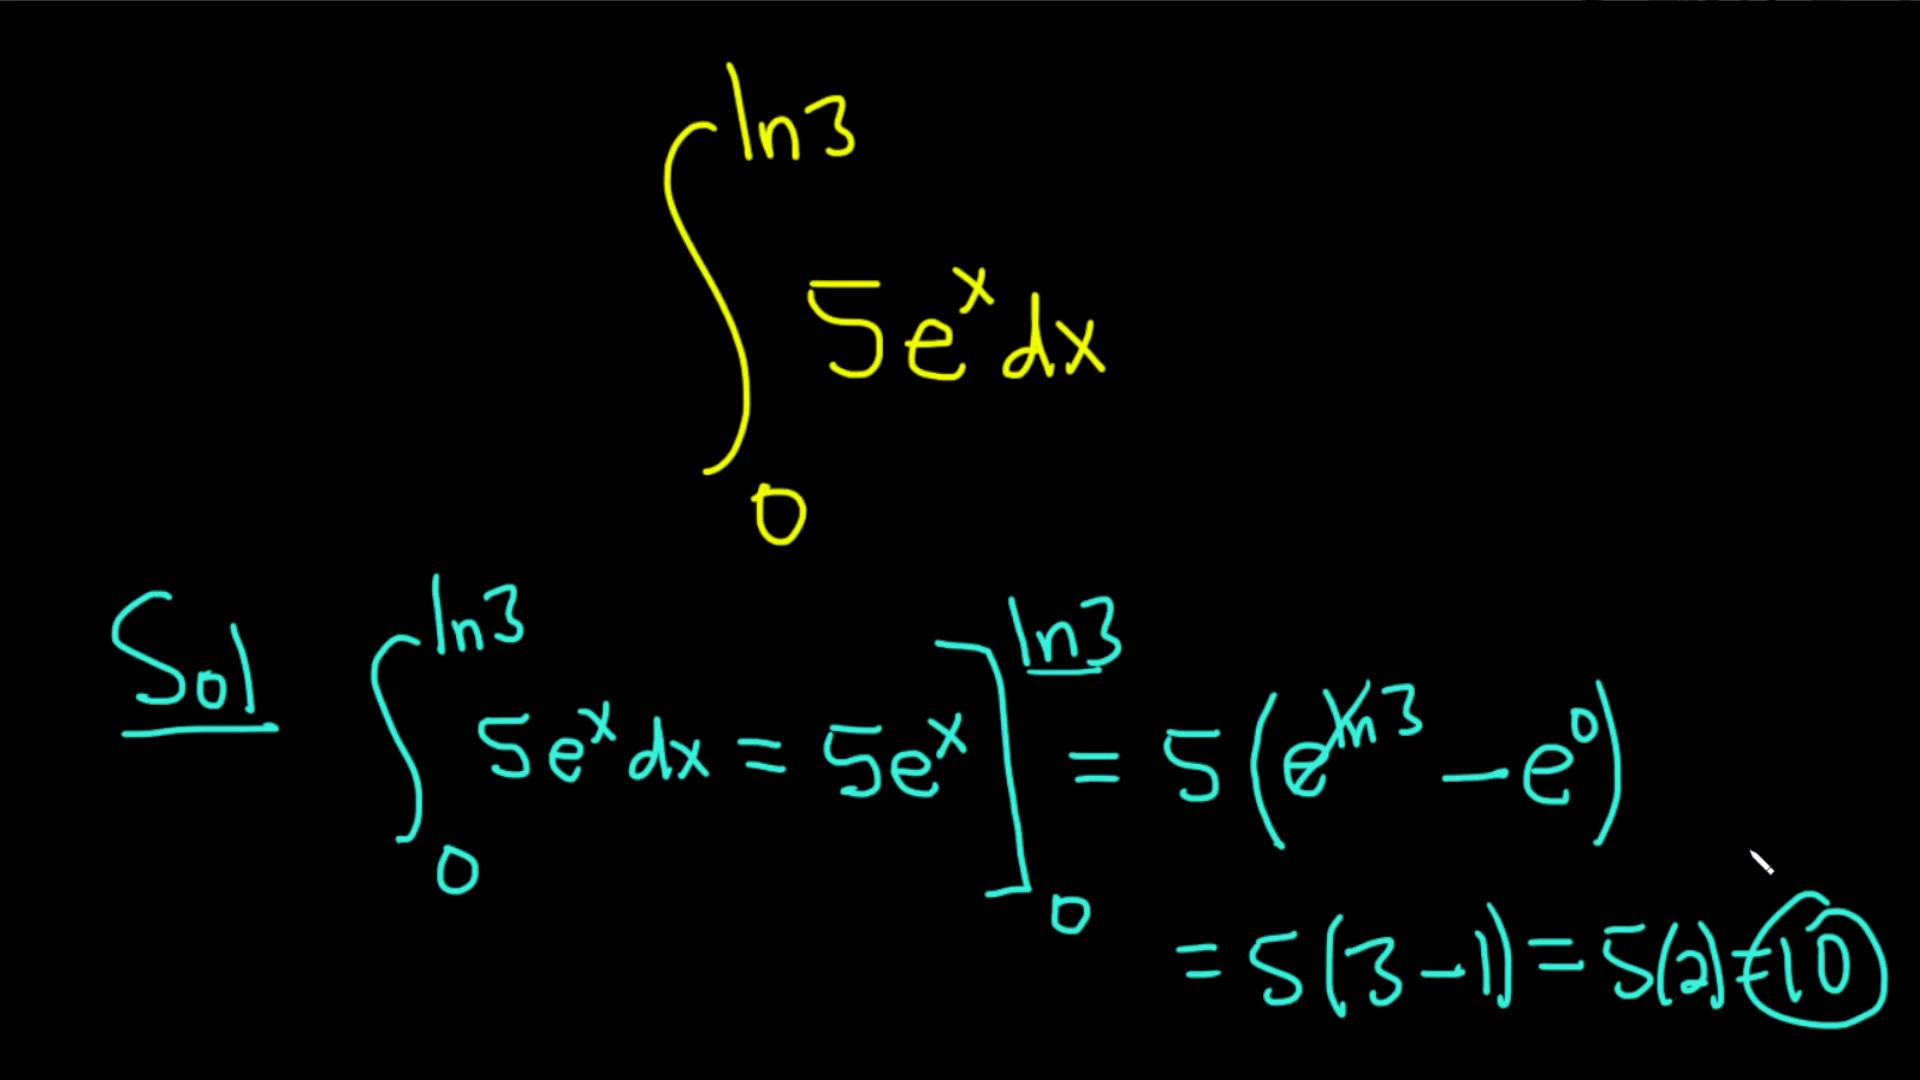 ∫₀^{ln3} 5e^x dx
Sol ∫₀^{ln3} 5e^x dx = 5e^x ]₀^{ln3} = 5(e^{ln3} - e^0)
= 5(3-1) = 5(2) = 10